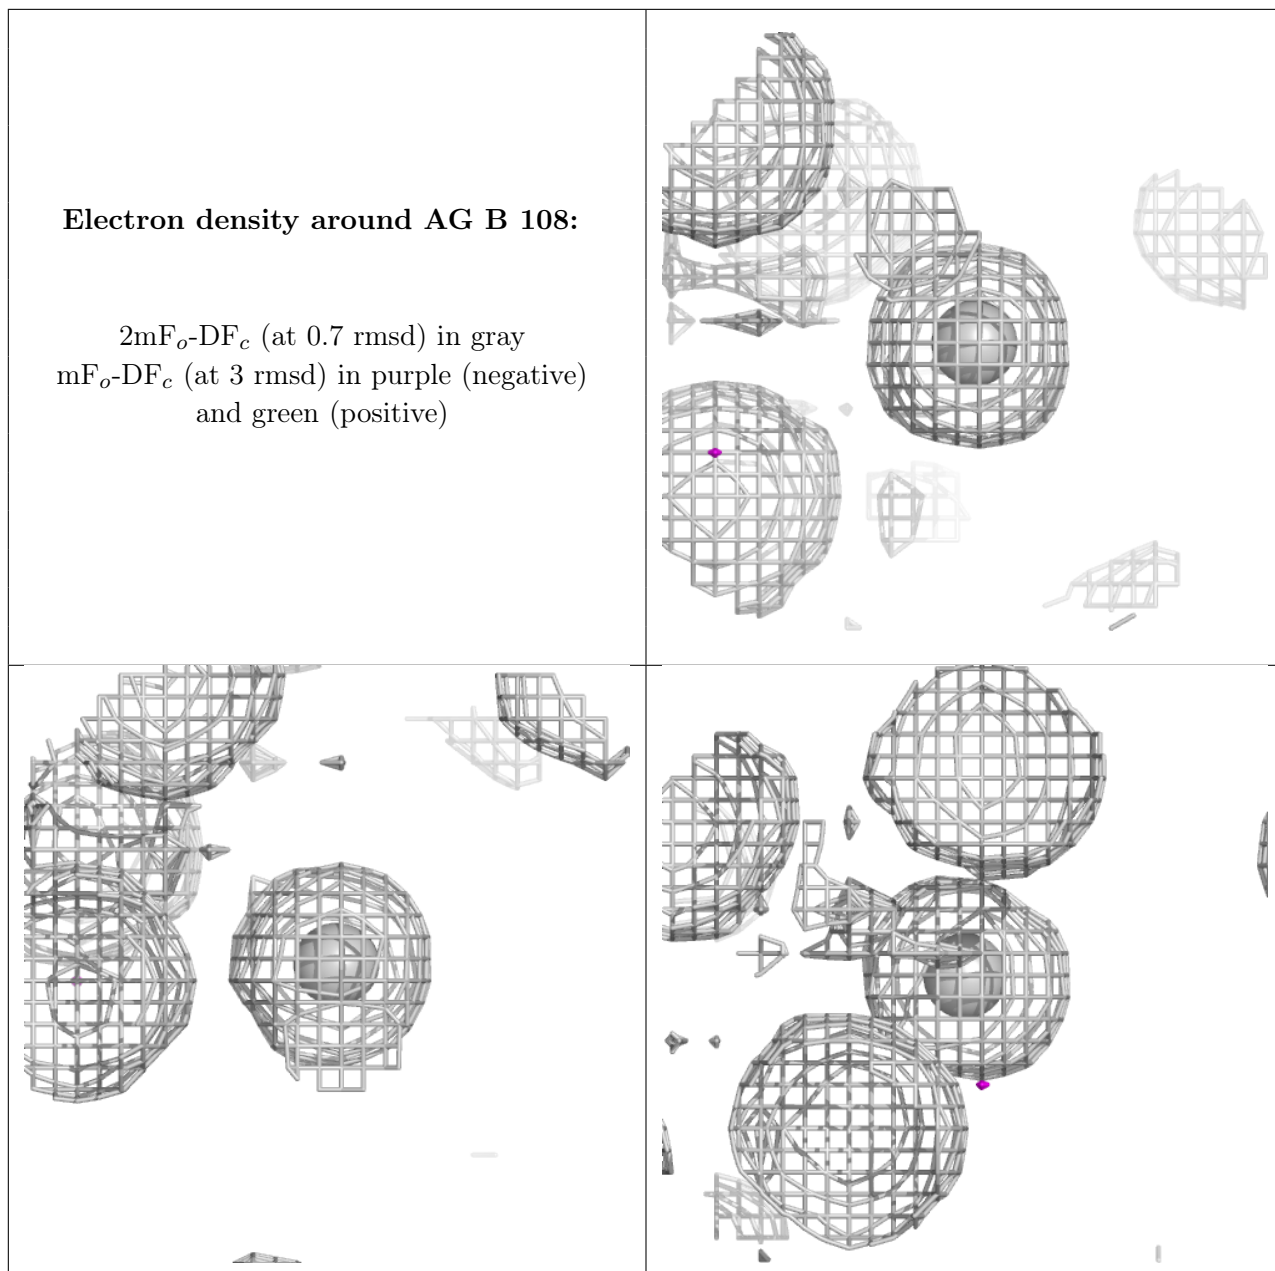 Electron density around AG B 108:
2mFo-DFc (at 0.7 rmsd) in gray
mFo-DFc (at 3 rmsd) in purple (negative)
and green (positive)